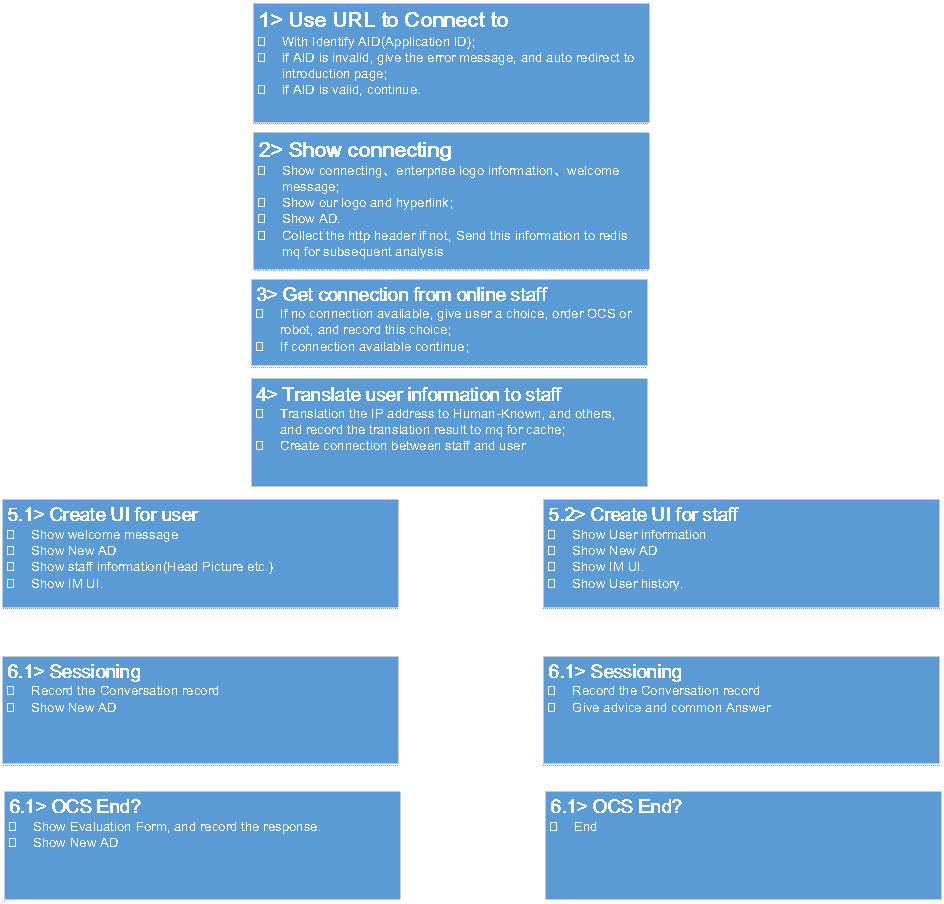 1> Use URL to Connect to
With Identify AID(Application ID);
If AID is invalid, give the error message, and auto redirect to
introduction page;
If AID is valid, continue.
2> Show connecting
Show connecting、enterprise logo information、welcome
message;
Show our logo and hyperlink;
Show AD.
Collect the http header if not, Send this information to redis
mq for subsequent analysis
3> Get connection from online staff
If no connection available, give user a choice, order OCS or
robot, and record this choice;
If connection available continue;
4> Translate user information to staff
Translation the IP address to Human-Known, and others,
and record the translation result to mq for cache;
Create connection between staff and user
5.1> Create UI for user
Show welcome message
Show New AD
Show staff information(Head Picture etc.)
Show IM UI.
5.2> Create UI for staff
Show User information
Show New AD
Show IM UI.
Show User history.
6.1> Sessioning
Record the Conversation record
Show New AD
6.1> Sessioning
Record the Conversation record
Give advice and common Answer
6.1> OCS End?
Show Evaluation Form, and record the response.
Show New AD
6.1> OCS End?
End